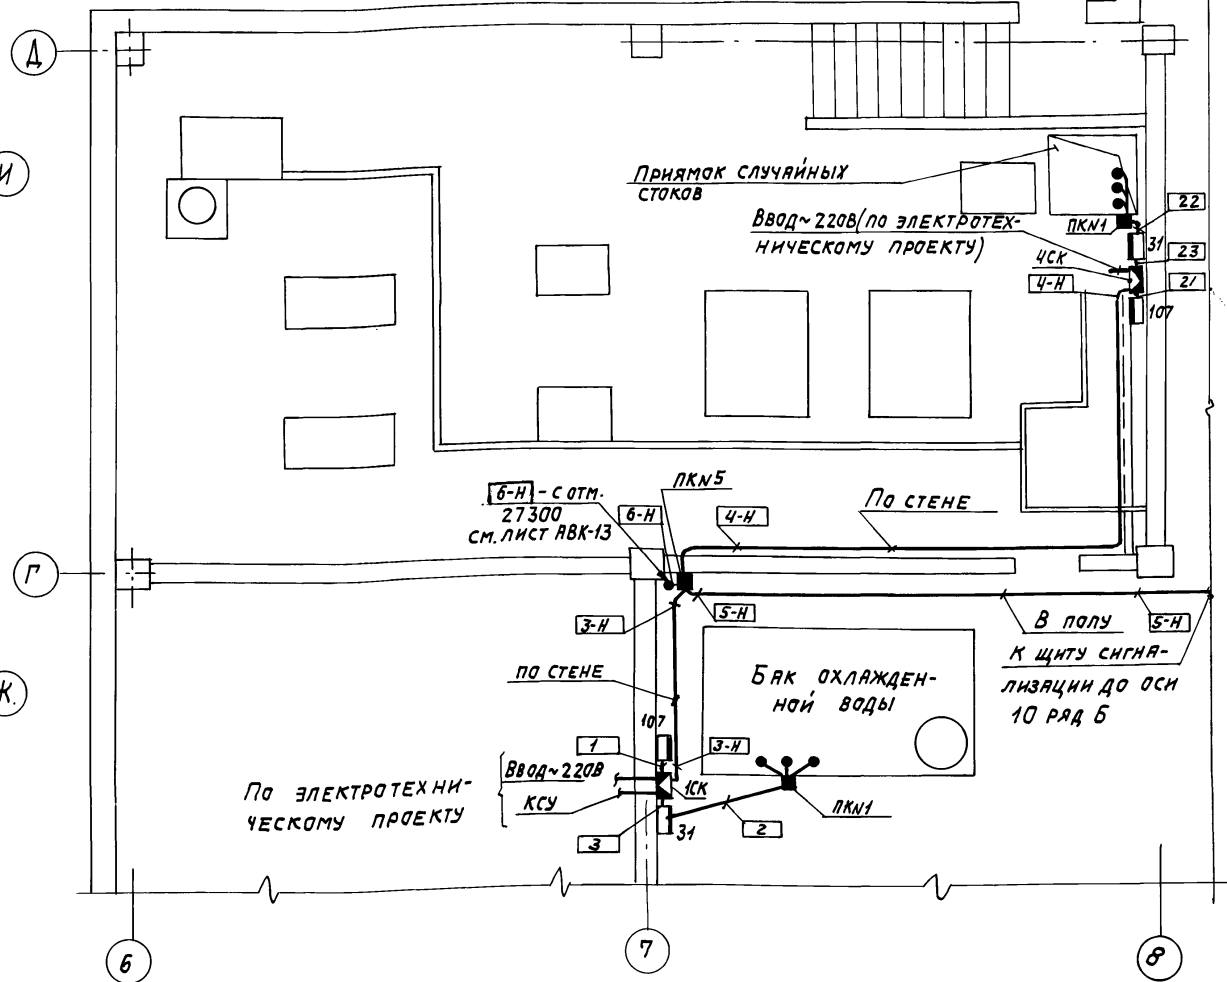 Д
И
Приямок случайных
стоков
Ввод~220В (по электротех-
ническому проекту)
ПК№1
22
31
23
4СК
4-Н
21
107
6-Н - с отм.
27300
см. лист АВК-13
ПК№5
6-Н
4-Н
По стене
Г
3-Н
5-Н
В полу
5-Н
К щиту сигна-
лизации до оси
10 ряд Б
по стене
Бак охлажден-
ной воды
К.
107
1
3-Н
Ввод~220В
КСУ
По электротехни-
ческому проекту
1СК
3
31
2
ПК№1
6
7
8